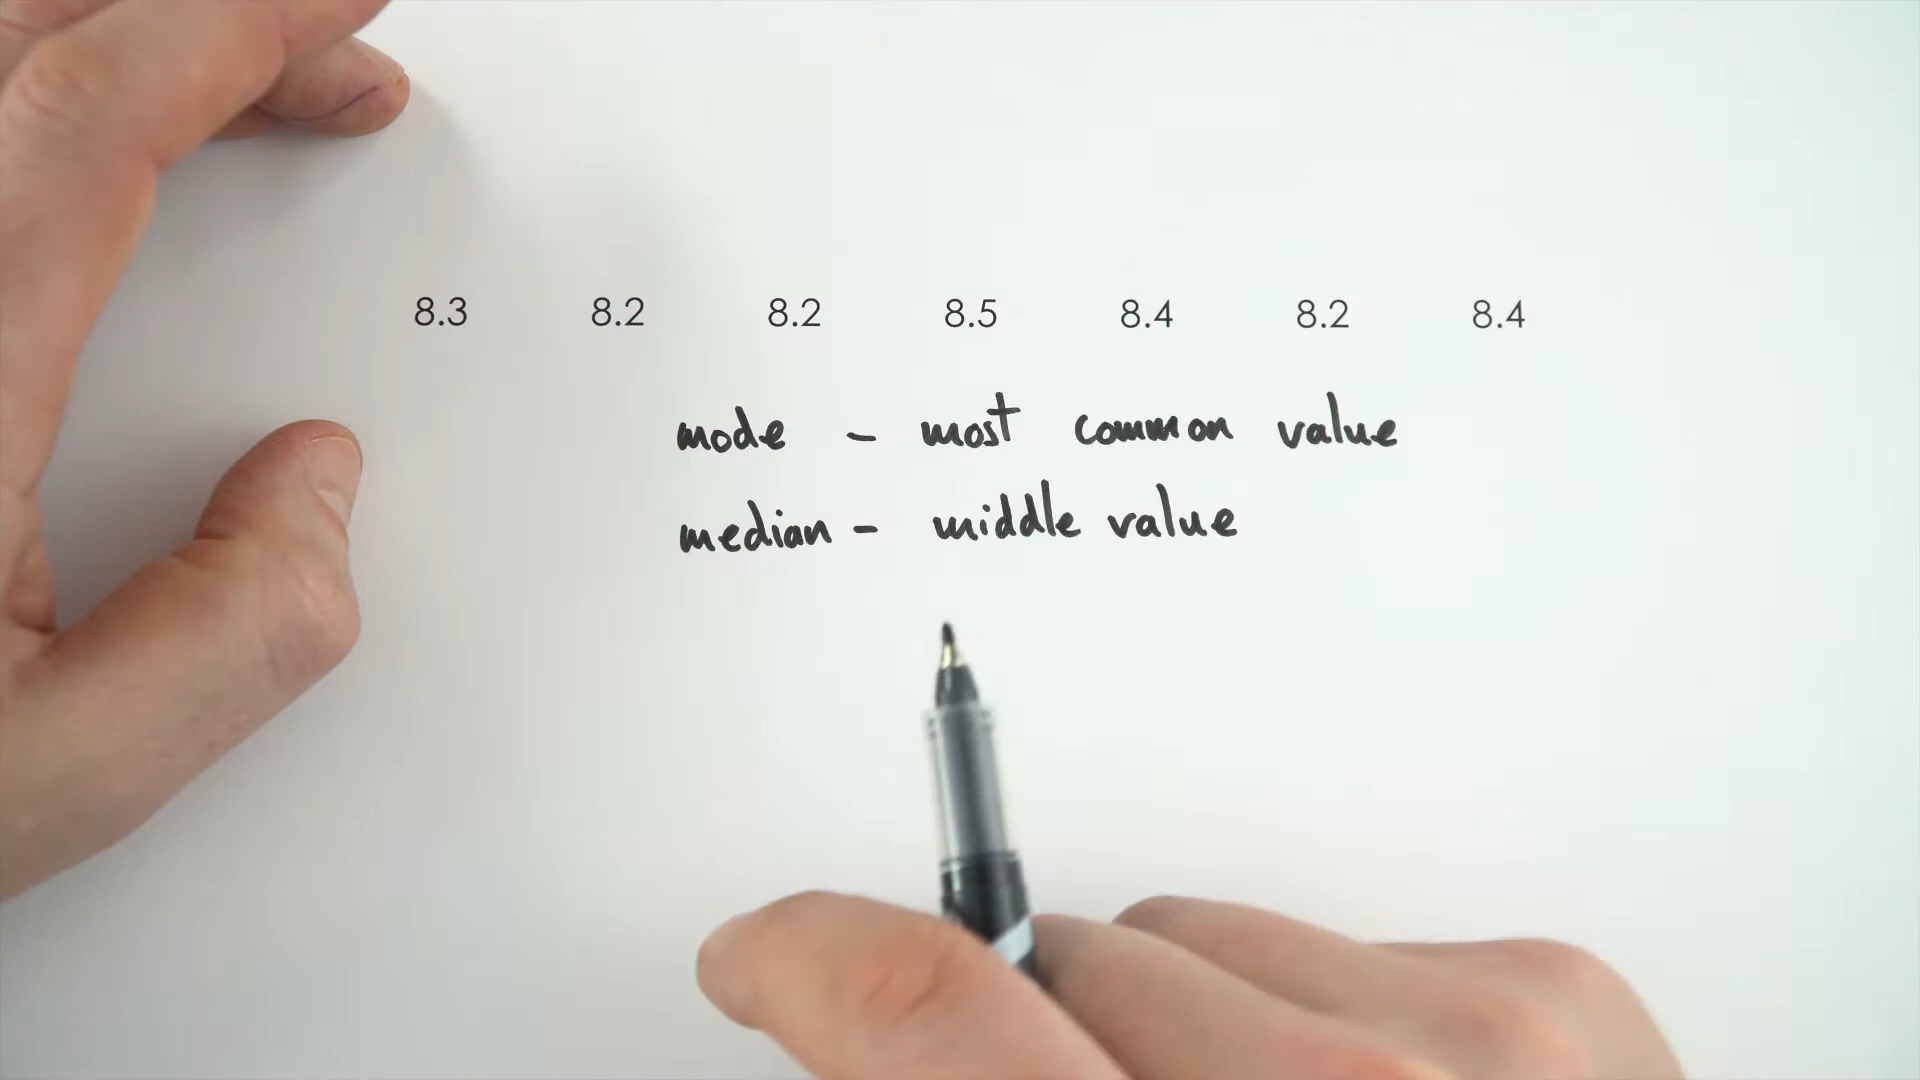 8.3 8.2 8.2 8.5 8.4 8.2 8.4
mode - most common value
median - middle value